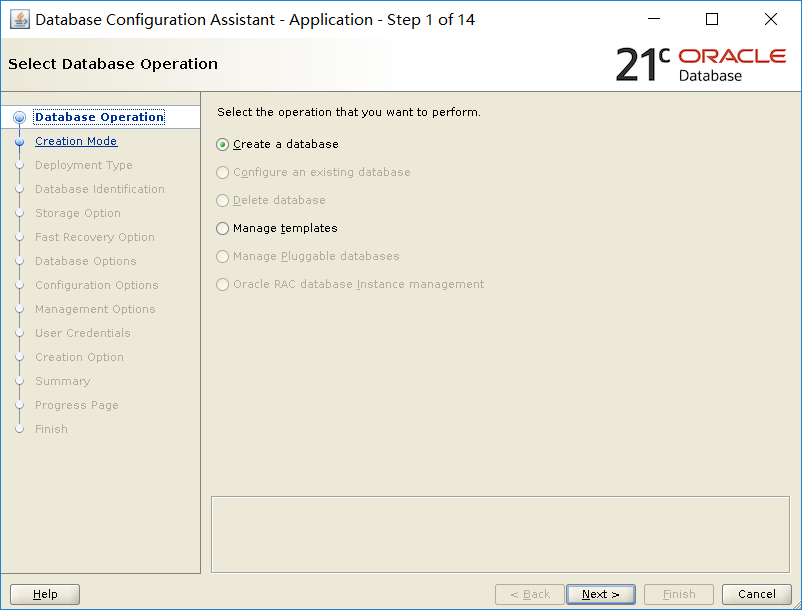 Database Configuration Assistant - Application - Step 1 of 14
Select Database Operation
21c ORACLE
Database
Database Operation
Creation Mode
Deployment Type
Database Identification
Storage Option
Fast Recovery Option
Database Options
Configuration Options
Management Options
User Credentials
Creation Option
Summary
Progress Page
Finish
Select the operation that you want to perform.
Create a database
Configure an existing database
Delete database
Manage templates
Manage Pluggable databases
Oracle RAC database Instance management
Help
< Back
Next >
Finish
Cancel